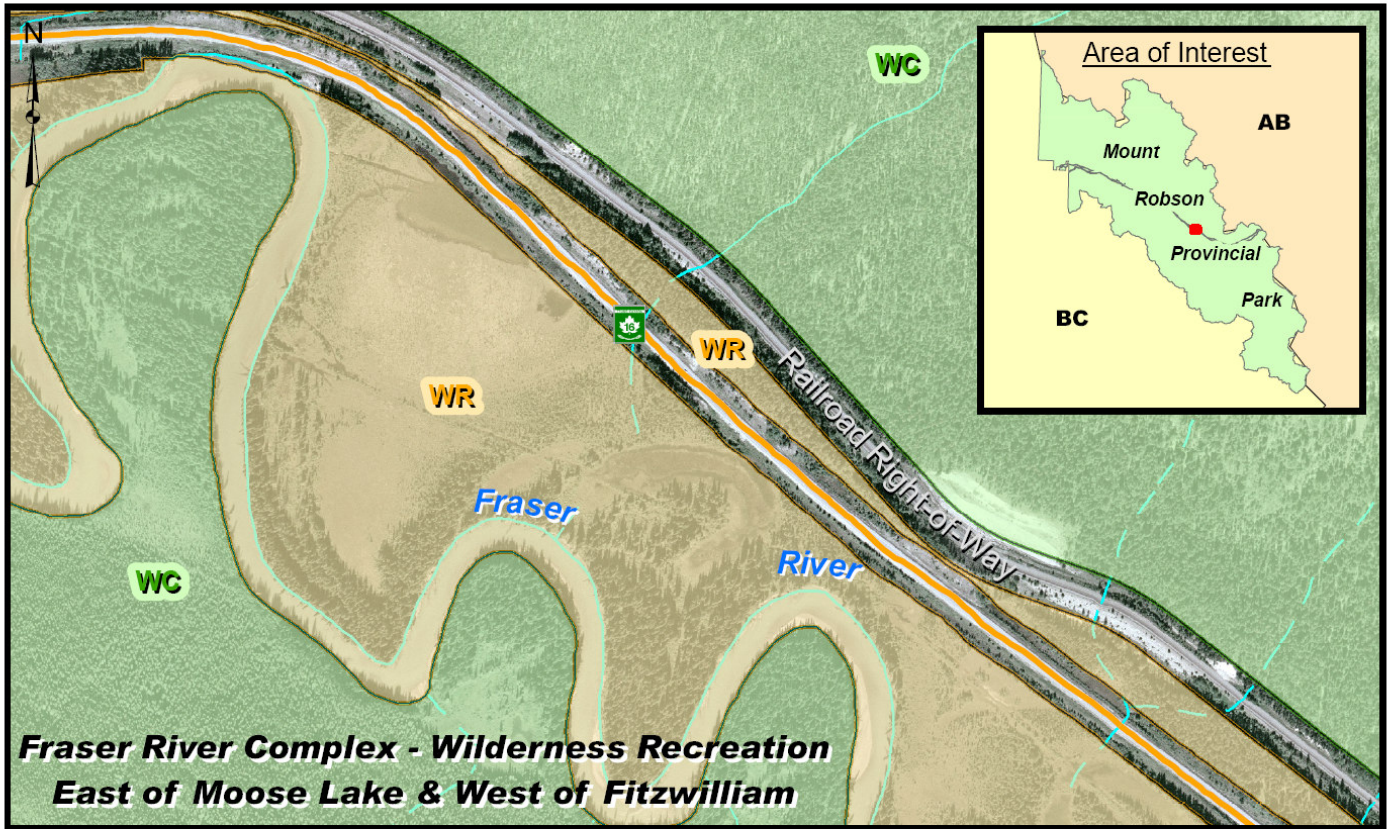 N
WC
Area of Interest
AB
Mount
Robson
Provincial
Park
BC
16
WR
Railroad Right-of-Way
WR
Fraser
River
WC
Fraser River Complex - Wilderness Recreation
East of Moose Lake & West of Fitzwilliam